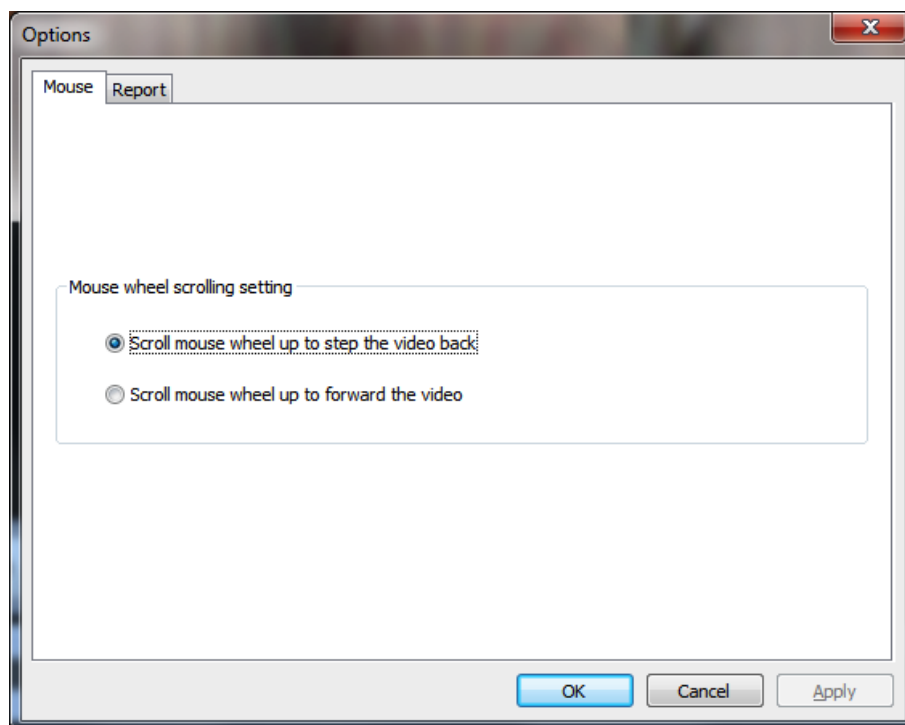 Options
X
Mouse
Report
Mouse wheel scrolling setting
Scroll mouse wheel up to step the video back
Scroll mouse wheel up to forward the video
OK
Cancel
Apply